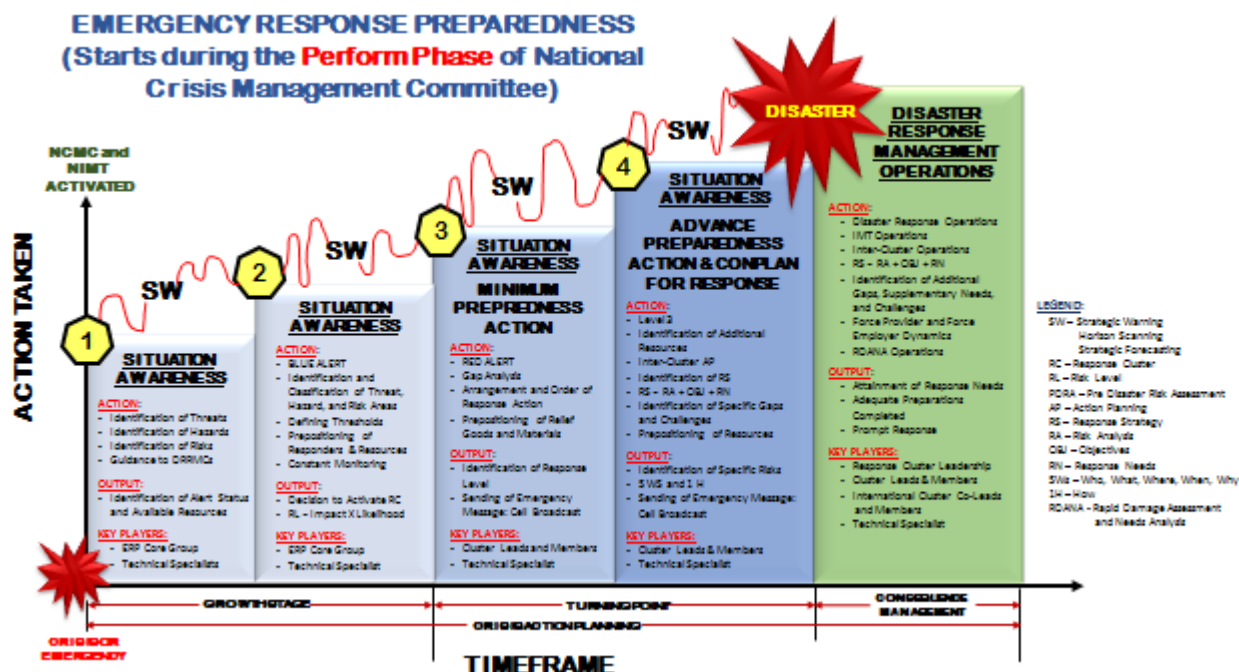 EMERGENCY RESPONSE PREPAREDNESS
(Starts during the Perform Phase of National
Crisis Management Committee)
NCMC and
NIMT
ACTIVATED
ACTION TAKEN
1
SW
2
SW
3
SW
4
SW
DISASTER
SITUATION
AWARENESS
ACTION:
- Identification of Threats
- Identification of Hazards
- Identification of Risks
- Guidance to DRRMCs
OUTPUT:
- Identification of Alert Status
and Available Resources
KEY PLAYERS:
- ERP Core Group
- Technical Specialists
SITUATION
AWARENESS
ACTION:
- BLUE ALERT
- Identification and
Classification of Threat,
Hazard, and Risk Areas
- Defining Thresholds
- Prepositioning of
Responders & Resources
- Constant Monitoring
OUTPUT:
- Decision to Activate RC
- RL – Impact X Likelihood
KEY PLAYERS:
- ERP Core Group
- Technical Specialist
SITUATION
AWARENESS
MINIMUM
PREPREDNESS
ACTION
ACTION:
- RED ALERT
- Gap Analysis
- Arrangement and Order of
Response Action
- Prepositioning of Relief
Goods and Materials
OUTPUT:
- Identification of Response
Level
- Sending of Emergency
Message: Cell Broadcast
KEY PLAYERS:
- Cluster Leads and Members
- Technical Specialist
SITUATION
AWARENESS
ADVANCE
PREPAREDNESS
ACTION & CONPLAN
FOR RESPONSE
ACTION:
- Level 3
- Identification of Additional
Resources
- Inter-Cluster AP
- Identification of RS
- RS – RA + OBJ + RN
- Identification of Specific Gaps
and Challenges
- Prepositioning of Resources
OUTPUT:
- Identification of Specific Risks
- 5WS and 1 H
- Sending of Emergency Message:
Cell Broadcast
KEY PLAYERS:
- Cluster Leads & Members
- Technical Specialist
DISASTER
RESPONSE
MANAGEMENT
OPERATIONS
ACTION:
- Disaster Response Operations
- IMT Operations
- Inter-Cluster Operations
- RS – RA + OBJ + RN
- Identification of Additional
Gaps, Supplementary Needs,
and Challenges
- Force Provider and Force
Employer Dynamics
- RDANA Operations
OUTPUT:
- Attainment of Response Needs
- Adequate Preparations
Completed
- Prompt Response
KEY PLAYERS:
- Response Cluster Leadership
- Cluster Leads & Members
- International Cluster Co-Leads
and Members
- Technical Specialist
LEGEND:
SW – Strategic Warning
Horizon Scanning
Strategic Forecasting
RC – Response Cluster
RL – Risk Level
PDRA – Pre Disaster Risk Assessment
AP – Action Planning
RS – Response Strategy
RA – Risk Analysis
OBJ – Objectives
RN – Response Needs
5Ws – Who, What, Where, When, Why
1H – How
RDANA – Rapid Damage Assessment
and Needs Analysis
GROWTH STAGE
TURNING POINT
CONSEQUENCE
MANAGEMENT
CRISIS ACTION PLANNING
CRISIS OR
EMERGENCY
TIMEFRAME